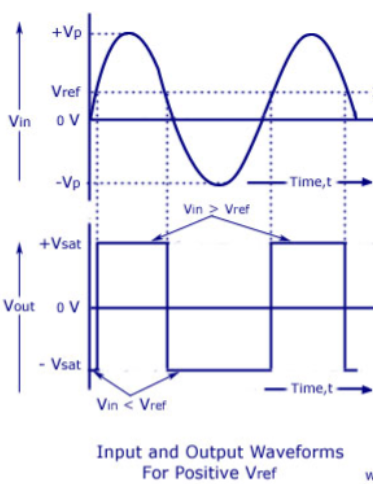 +Vp
Vref
Vin
0 V
-Vp
Time,t
Vin > Vref
+Vsat
Vout
0 V
- Vsat
Time,t
Vin < Vref
Input and Output Waveforms
For Positive Vref
w